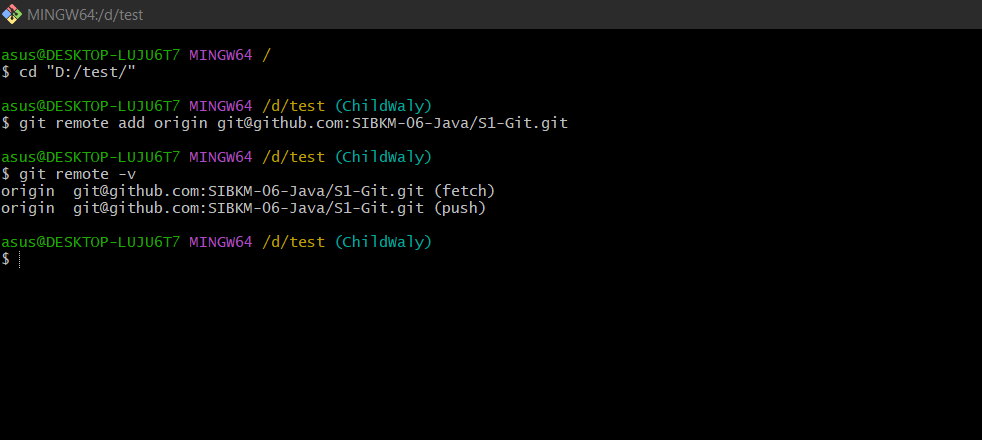 MINGW64:/d/test
asus@DESKTOP-LUJU6T7 MINGW64 /
$ cd "D:/test/"
asus@DESKTOP-LUJU6T7 MINGW64 /d/test (ChildWaly)
$ git remote add origin git@github.com:SIBKM-06-Java/S1-Git.git
asus@DESKTOP-LUJU6T7 MINGW64 /d/test (ChildWaly)
$ git remote -v
origin  git@github.com:SIBKM-06-Java/S1-Git.git (fetch)
origin  git@github.com:SIBKM-06-Java/S1-Git.git (push)
asus@DESKTOP-LUJU6T7 MINGW64 /d/test (ChildWaly)
$